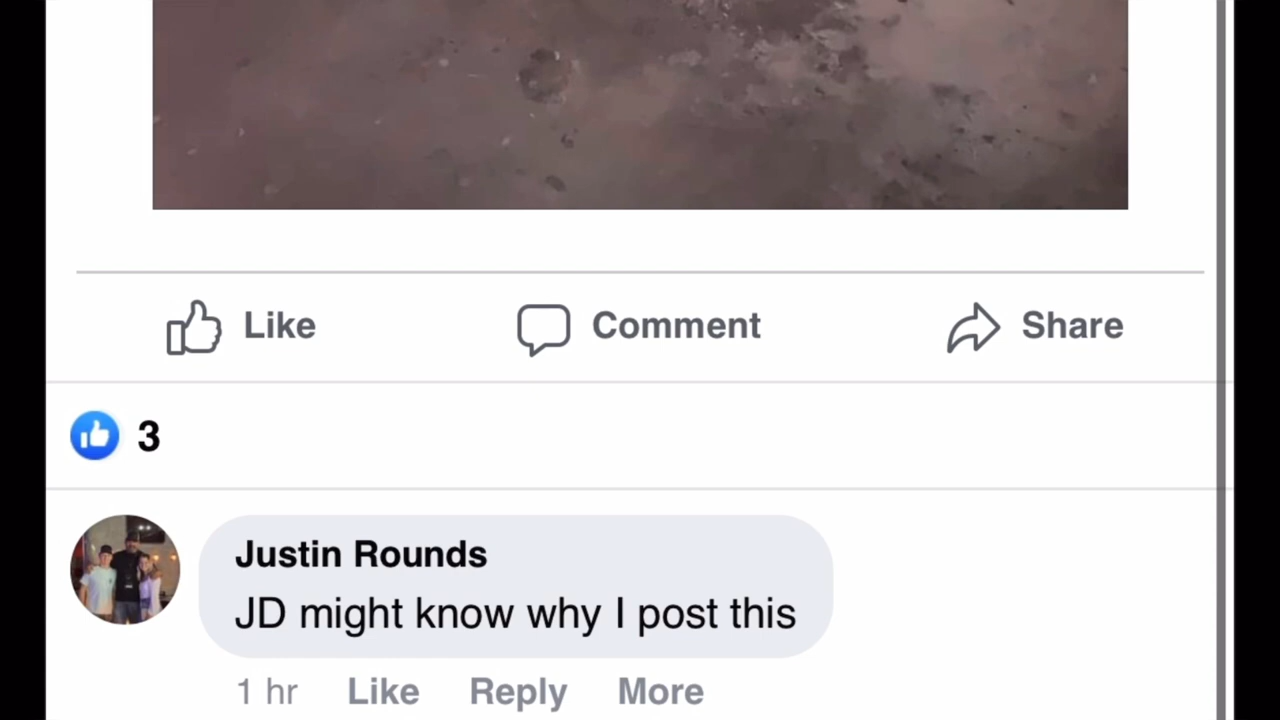 Like Comment Share
3
Justin Rounds
JD might know why I post this
1 hr Like Reply More